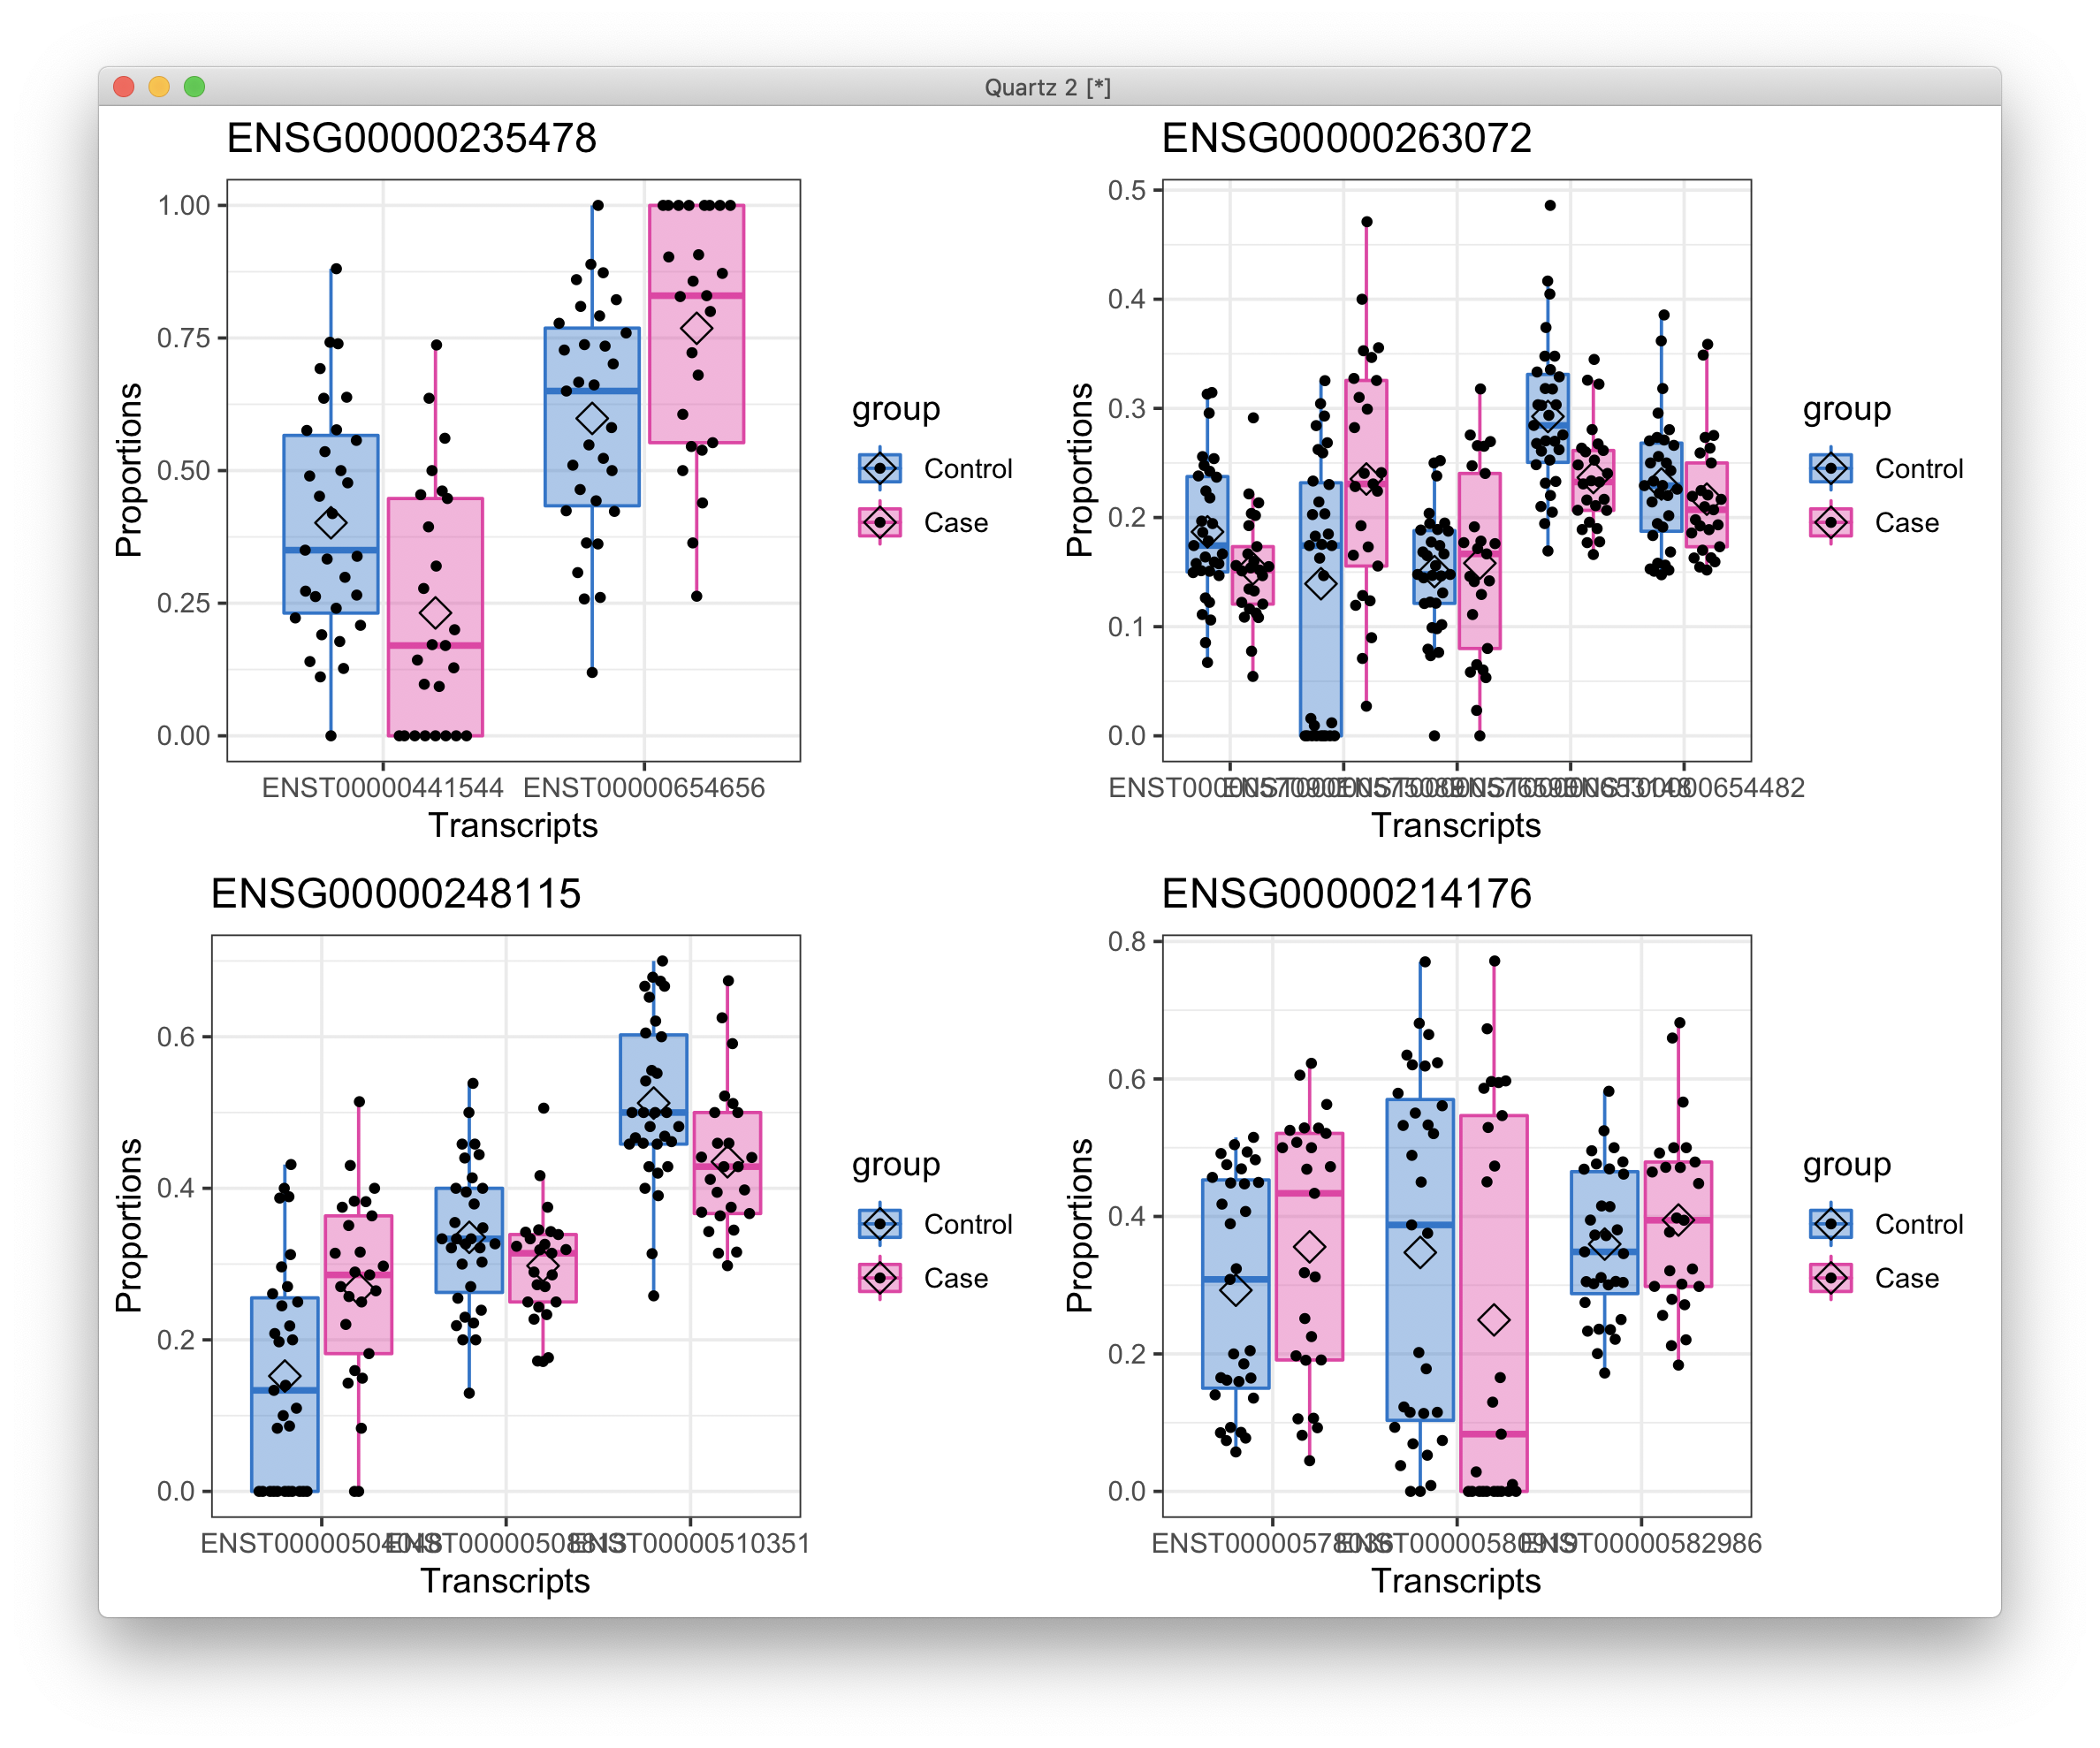 Quartz 2 [*]
ENSG00000235478
Proportions
1.00
0.75
0.50
0.25
0.00
ENST00000441544 ENST00000654656
Transcripts
group
Control
Case
ENSG00000263072
Proportions
0.5
0.4
0.3
0.2
0.1
0.0
Transcripts
group
Control
Case
ENSG00000248115
Proportions
0.6
0.4
0.2
0.0
ENST00000510351
Transcripts
group
Control
Case
ENSG00000214176
Proportions
0.8
0.6
0.4
0.2
0.0
ENST00000582986
Transcripts
group
Control
Case